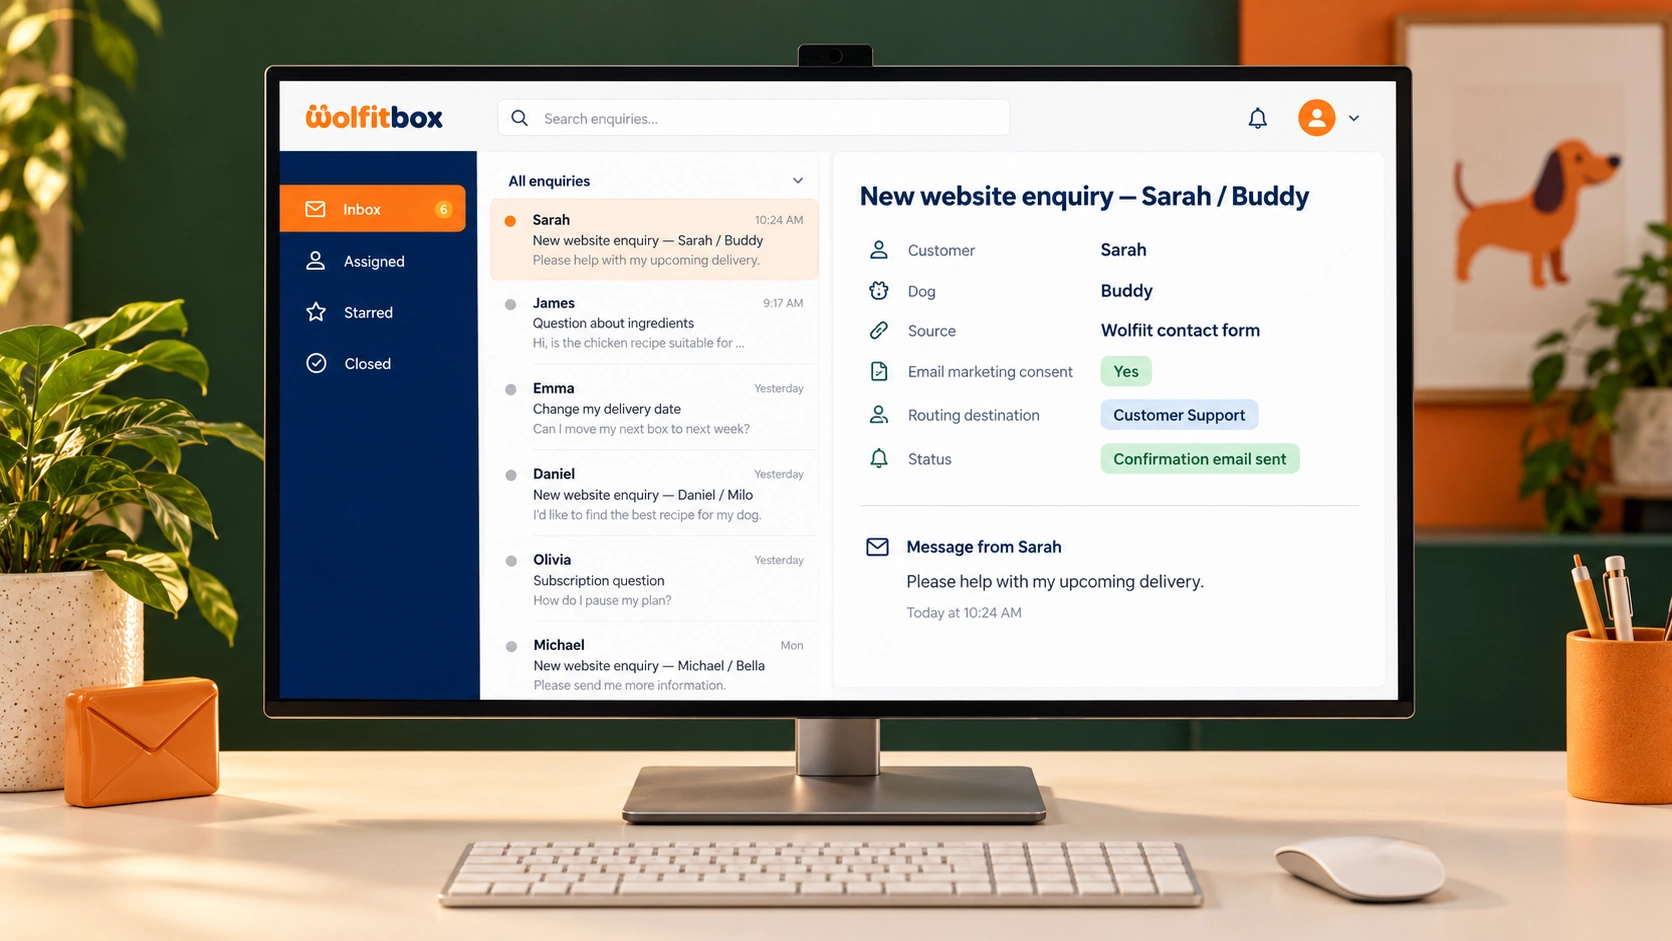 wolfitbox
Search enquiries...
Inbox
6
Assigned
Starred
Closed
All enquiries
Sarah
10:24 AM
New website enquiry — Sarah / Buddy
Please help with my upcoming delivery.
James
9:17 AM
Question about ingredients
Hi, is the chicken recipe suitable for ...
Emma
Yesterday
Change my delivery date
Can I move my next box to next week?
Daniel
Yesterday
New website enquiry — Daniel / Milo
I'd like to find the best recipe for my dog.
Olivia
Yesterday
Subscription question
How do I pause my plan?
Michael
Mon
New website enquiry — Michael / Bella
Please send me more information.
New website enquiry — Sarah / Buddy
Customer Sarah
Dog Buddy
Source Wolfiit contact form
Email marketing consent Yes
Routing destination Customer Support
Status Confirmation email sent
Message from Sarah
Please help with my upcoming delivery.
Today at 10:24 AM